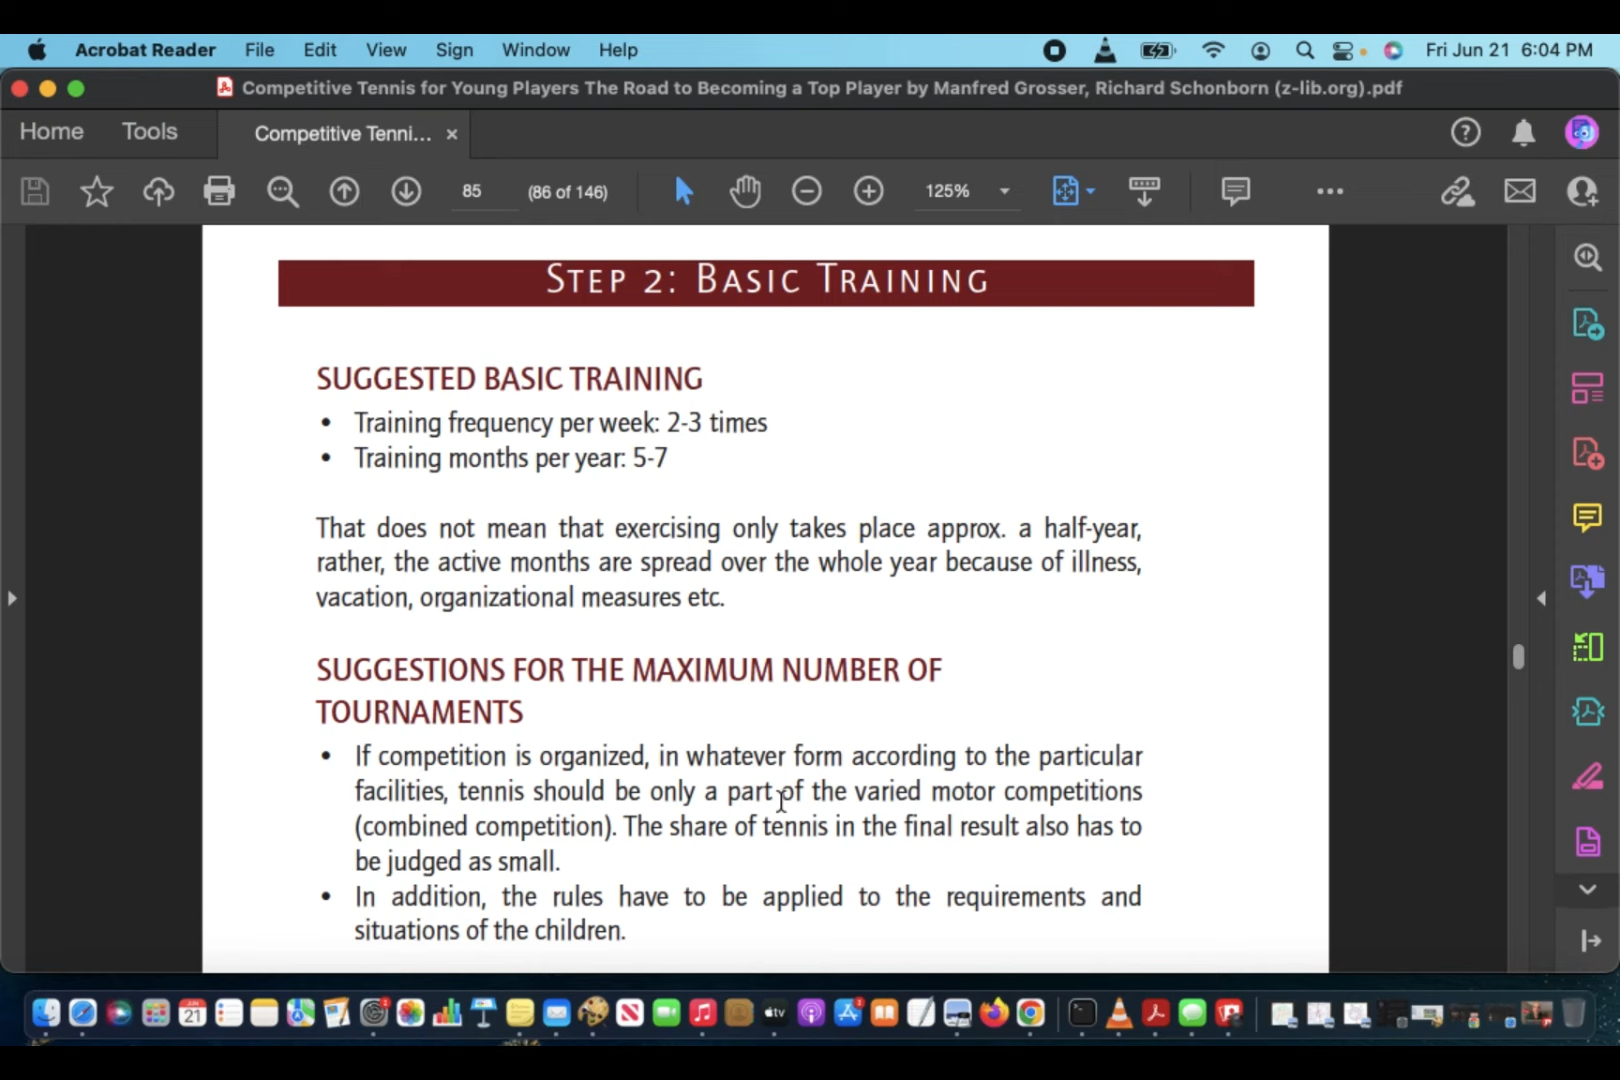 Acrobat Reader File Edit View Sign Window Help Fri Jun 21 6:04 PM
Competitive Tennis for Young Players The Road to Becoming a Top Player by Manfred Grosser, Richard Schonborn (z-lib.org).pdf
Home Tools Competitive Tenni... ×
85 (86 of 146) 125%
STEP 2: BASIC TRAINING
SUGGESTED BASIC TRAINING
• Training frequency per week: 2-3 times
• Training months per year: 5-7
That does not mean that exercising only takes place approx. a half-year,
rather, the active months are spread over the whole year because of illness,
vacation, organizational measures etc.
SUGGESTIONS FOR THE MAXIMUM NUMBER OF
TOURNAMENTS
• If competition is organized, in whatever form according to the particular
facilities, tennis should be only a part of the varied motor competitions
(combined competition). The share of tennis in the final result also has to
be judged as small.
• In addition, the rules have to be applied to the requirements and
situations of the children.
21 tv